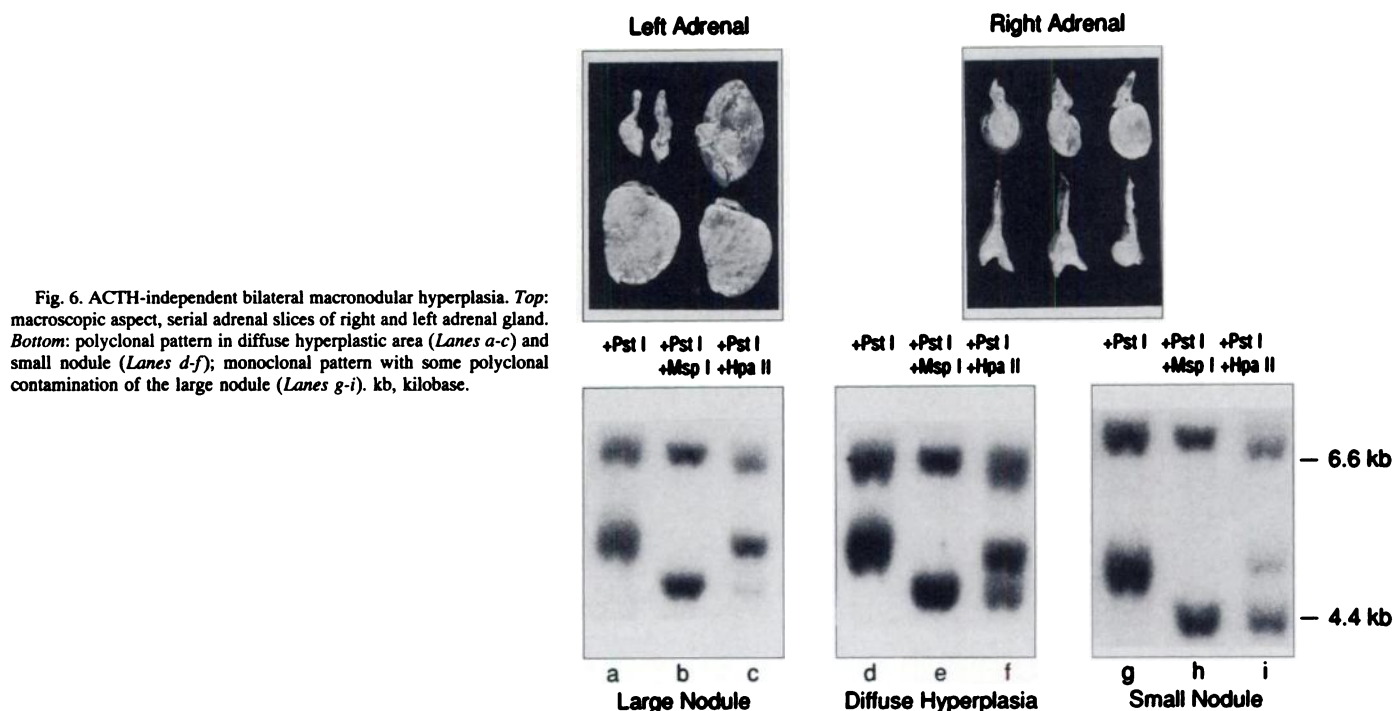 Left Adrenal
Right Adrenal
Fig. 6. ACTH-independent bilateral macronodular hyperplasia. Top:
macroscopic aspect, serial adrenal slices of right and left adrenal gland.
Bottom: polyclonal pattern in diffuse hyperplastic area (Lanes a-c) and
small nodule (Lanes d-f); monoclonal pattern with some polyclonal
contamination of the large nodule (Lanes g-i). kb, kilobase.
+Pst I +Pst I +Pst I
+Msp I +Hpa II
+Pst I +Pst I +Pst I
+Msp I +Hpa II
+Pst I +Pst I +Pst I
+Msp I +Hpa II
– 6.6 kb
– 4.4 kb
a b c
Large Nodule
d e f
Diffuse Hyperplasia
g h i
Small Nodule